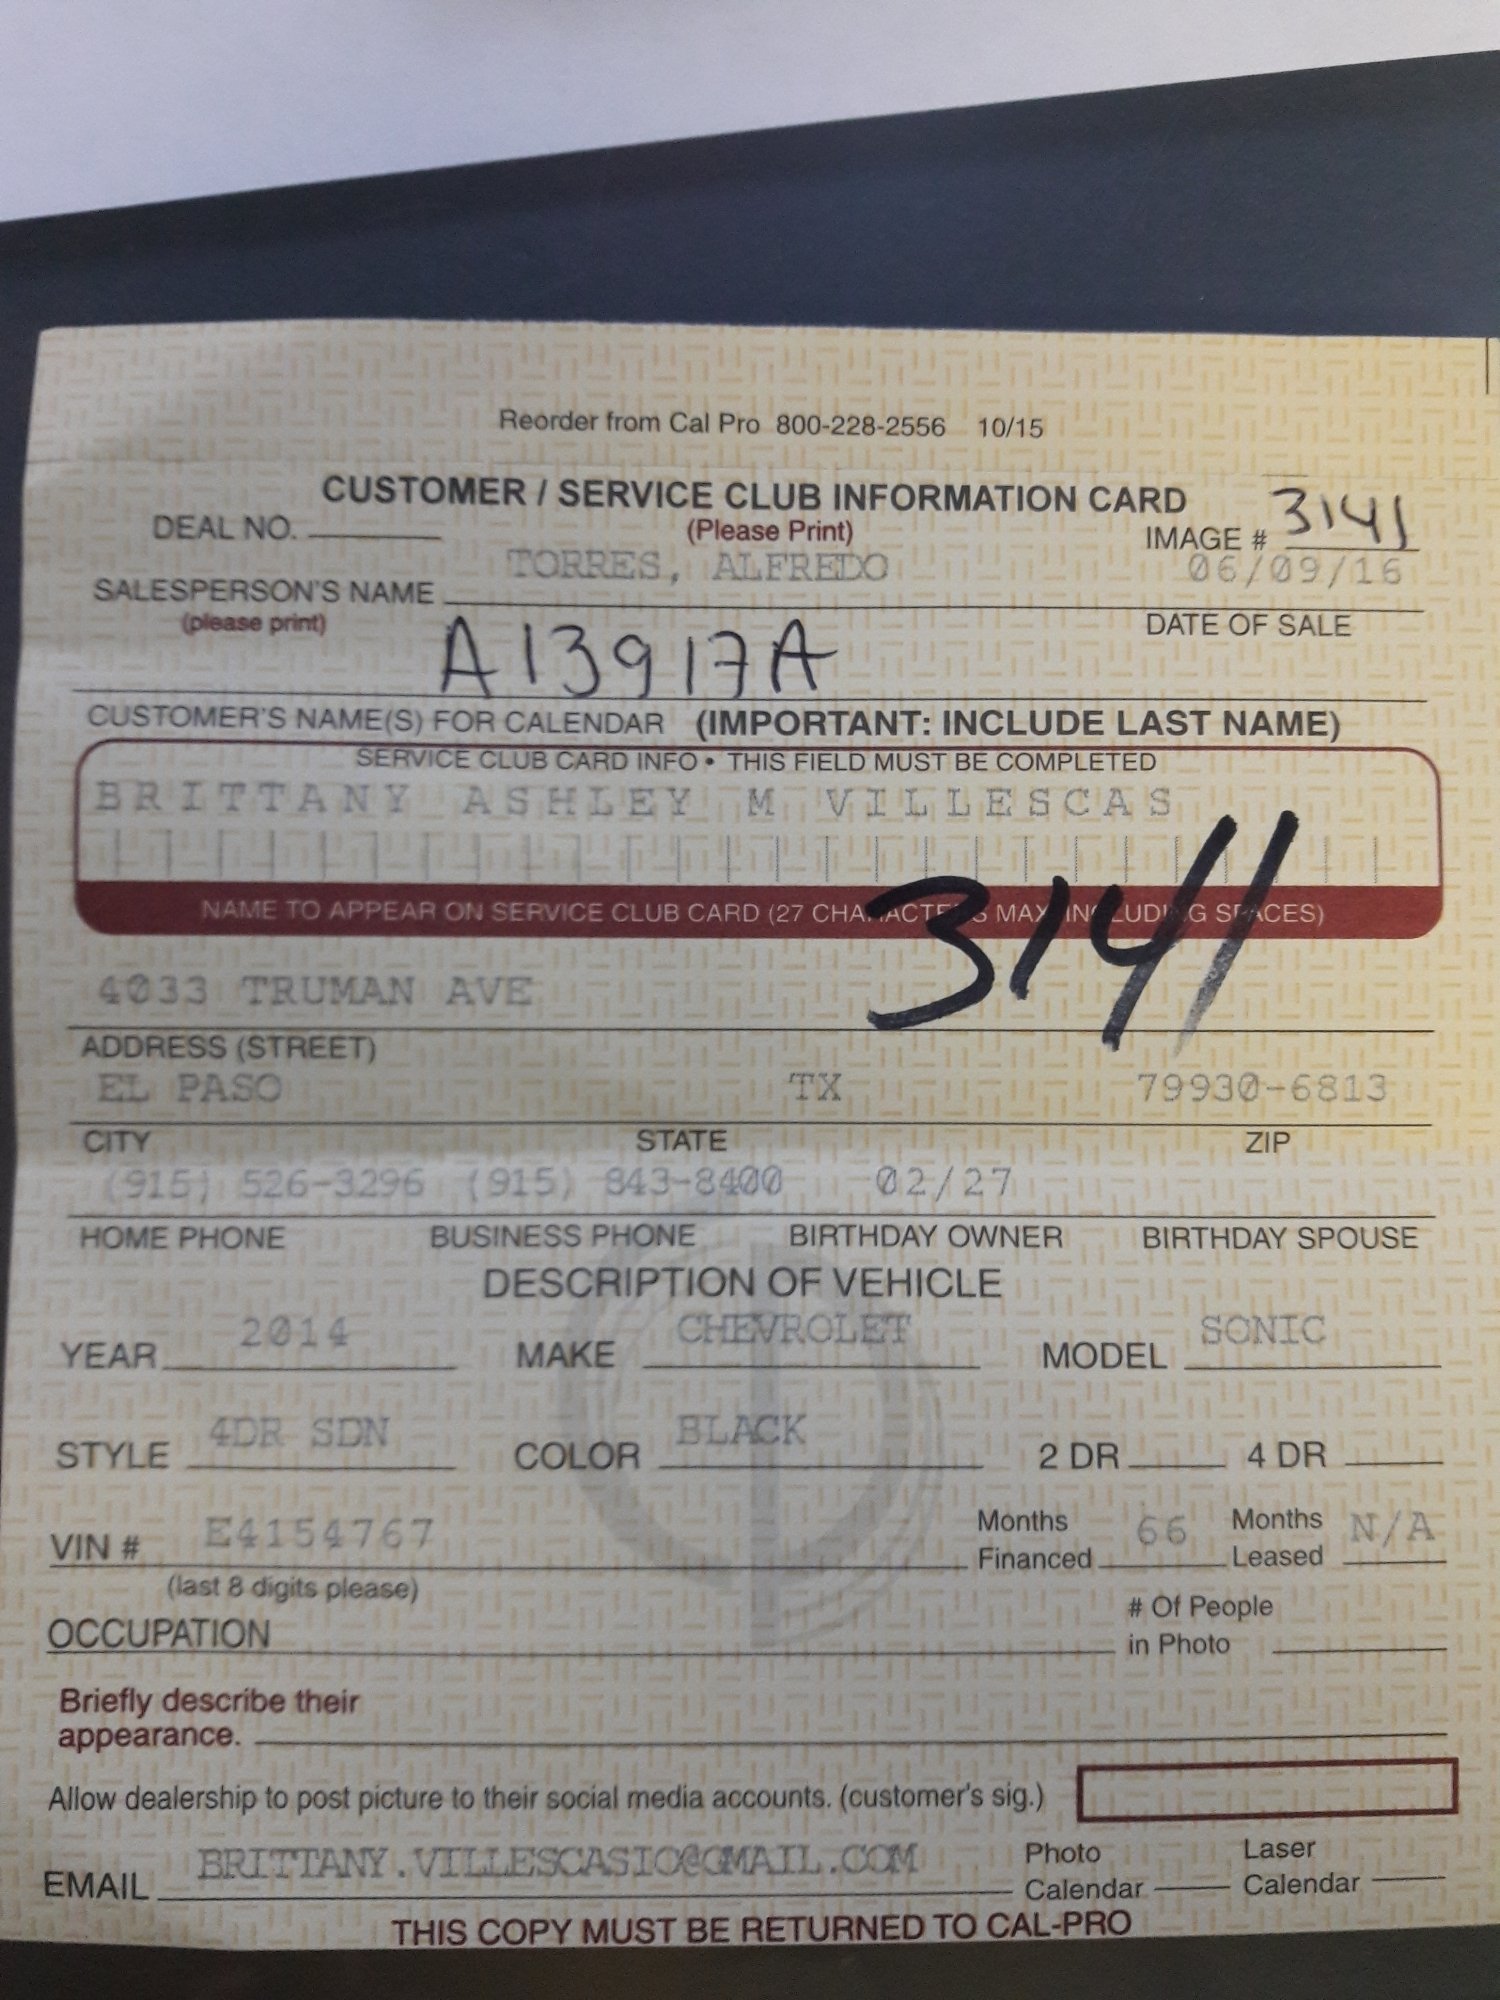 Reorder from Cal Pro 800-228-2556 10/15
CUSTOMER / SERVICE CLUB INFORMATION CARD
DEAL NO. (Please Print) IMAGE # 3141
TORRES, ALFREDO 06/09/16
SALESPERSON'S NAME
(please print) DATE OF SALE
A13917A
CUSTOMER'S NAME(S) FOR CALENDAR (IMPORTANT: INCLUDE LAST NAME)
SERVICE CLUB CARD INFO • THIS FIELD MUST BE COMPLETED
BRITTANY ASHLEY M VILLESCAS
3141
NAME TO APPEAR ON SERVICE CLUB CARD (27 CHARACTERS MAX INCLUDING SPACES)
4033 TRUMAN AVE
ADDRESS (STREET)
EL PASO TX 79930-6813
CITY STATE ZIP
(915) 526-3296 (915) 843-8400 02/27
HOME PHONE BUSINESS PHONE BIRTHDAY OWNER BIRTHDAY SPOUSE
DESCRIPTION OF VEHICLE
YEAR 2014 MAKE CHEVROLET MODEL SONIC
STYLE 4DR SDN COLOR BLACK 2 DR 4 DR
VIN # E4154767 Months Financed 66 Months Leased N/A
(last 8 digits please)
OCCUPATION # Of People in Photo
Briefly describe their
appearance.
Allow dealership to post picture to their social media accounts. (customer's sig.)
EMAIL BRITTANY.VILLESCASIO@GMAIL.COM Photo Calendar Laser Calendar
THIS COPY MUST BE RETURNED TO CAL-PRO